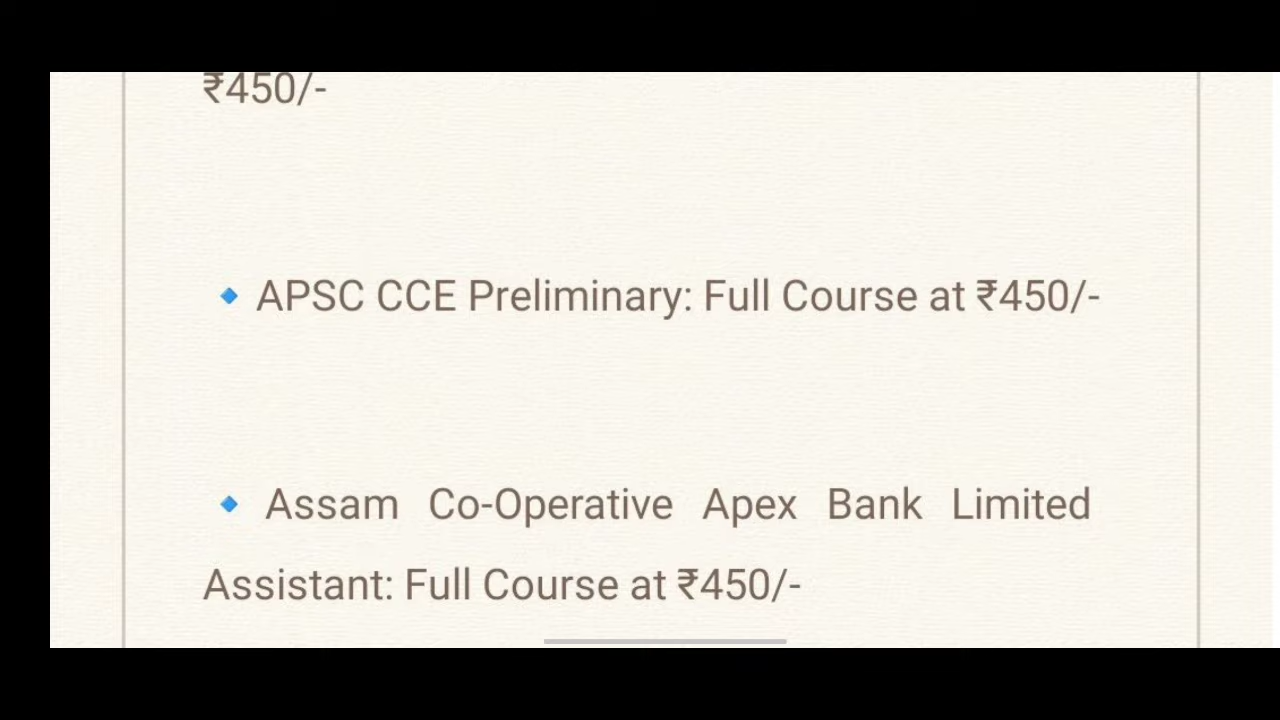 ₹450/-
🔹 APSC CCE Preliminary: Full Course at ₹450/-
🔹 Assam Co-Operative Apex Bank Limited
Assistant: Full Course at ₹450/-